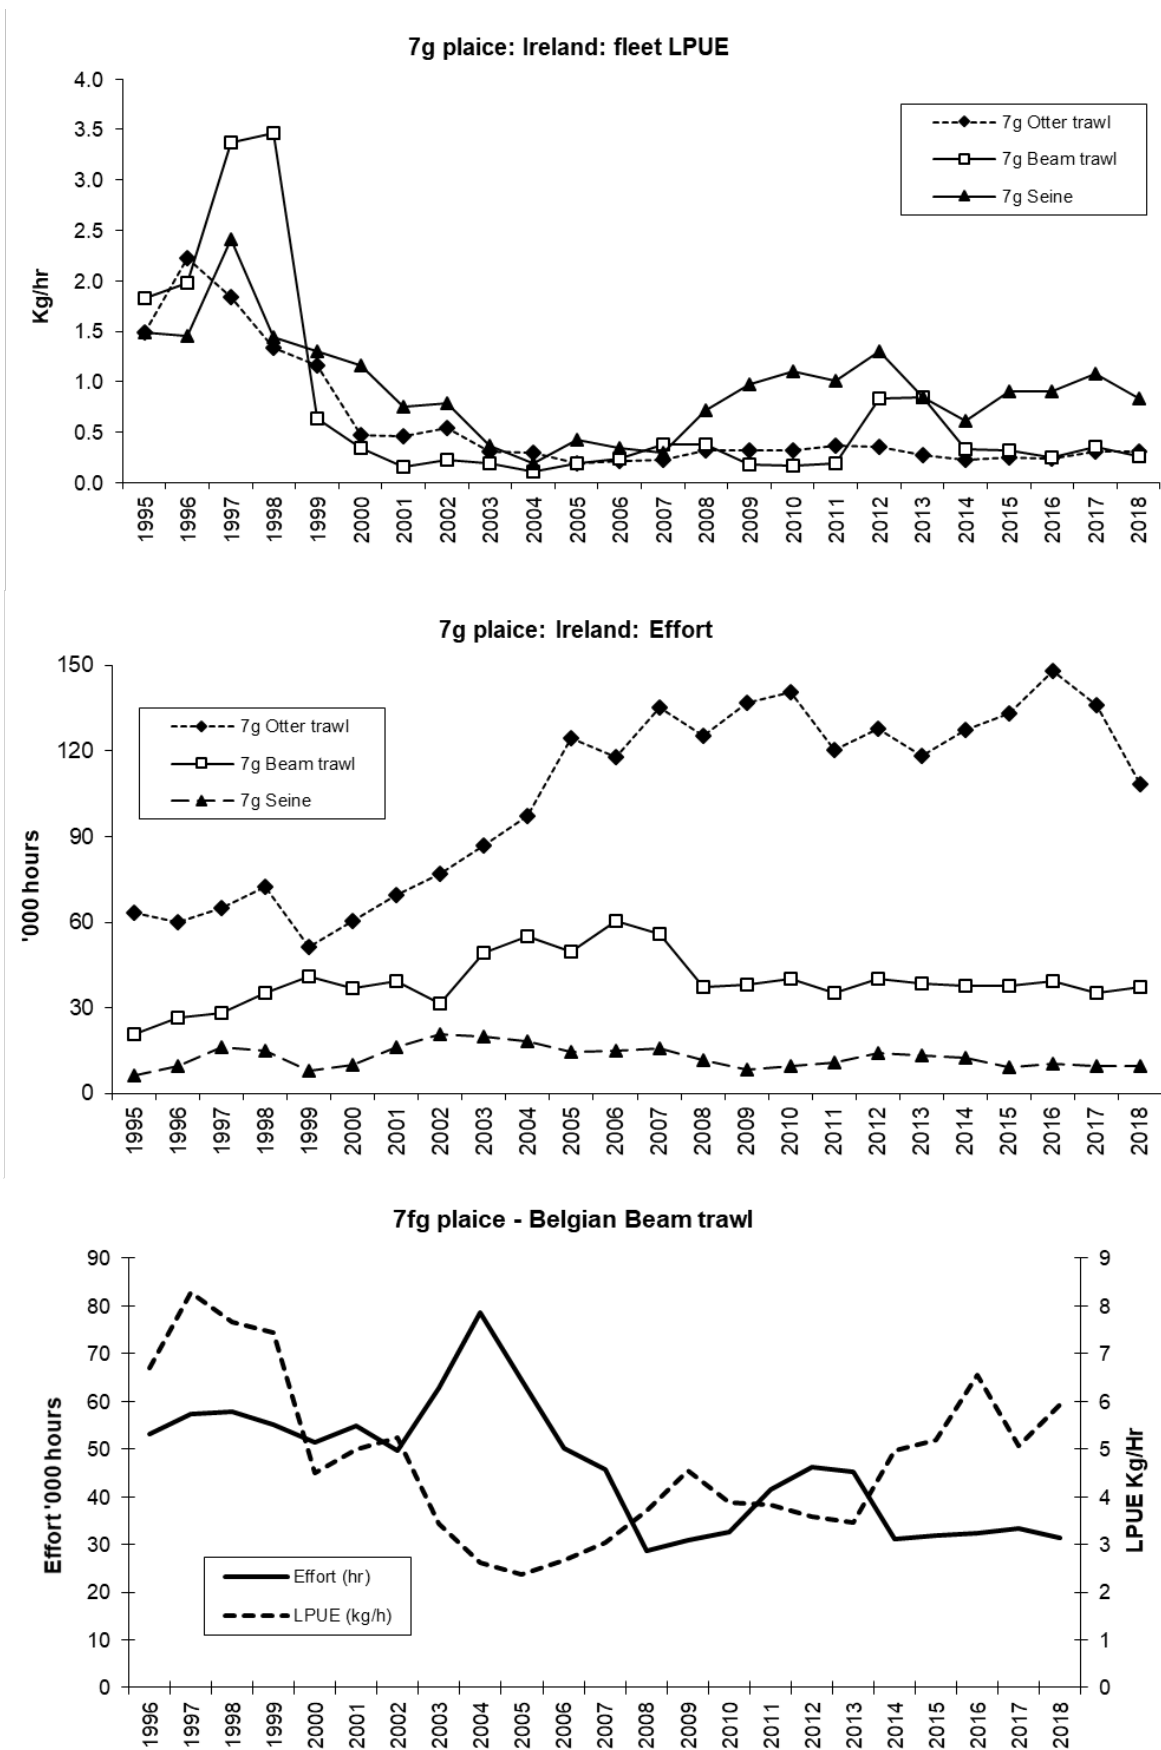 7g plaice: Ireland: fleet LPUE
4.0
3.5
3.0
2.5
2.0
1.5
1.0
0.5
0.0
Kg/hr
7g Otter trawl
7g Beam trawl
7g Seine
1995 1996 1997 1998 1999 2000 2001 2002 2003 2004 2005 2006 2007 2008 2009 2010 2011 2012 2013 2014 2015 2016 2017 2018
7g plaice: Ireland: Effort
150
120
90
60
30
0
'000 hours
7g Otter trawl
7g Beam trawl
7g Seine
1995 1996 1997 1998 1999 2000 2001 2002 2003 2004 2005 2006 2007 2008 2009 2010 2011 2012 2013 2014 2015 2016 2017 2018
7fg plaice - Belgian Beam trawl
90
80
70
60
50
40
30
20
10
0
Effort '000 hours
Effort (hr)
LPUE (kg/h)
9
8
7
6
5
4
3
2
1
0
LPUE Kg/Hr
1996 1997 1998 1999 2000 2001 2002 2003 2004 2005 2006 2007 2008 2009 2010 2011 2012 2013 2014 2015 2016 2017 2018